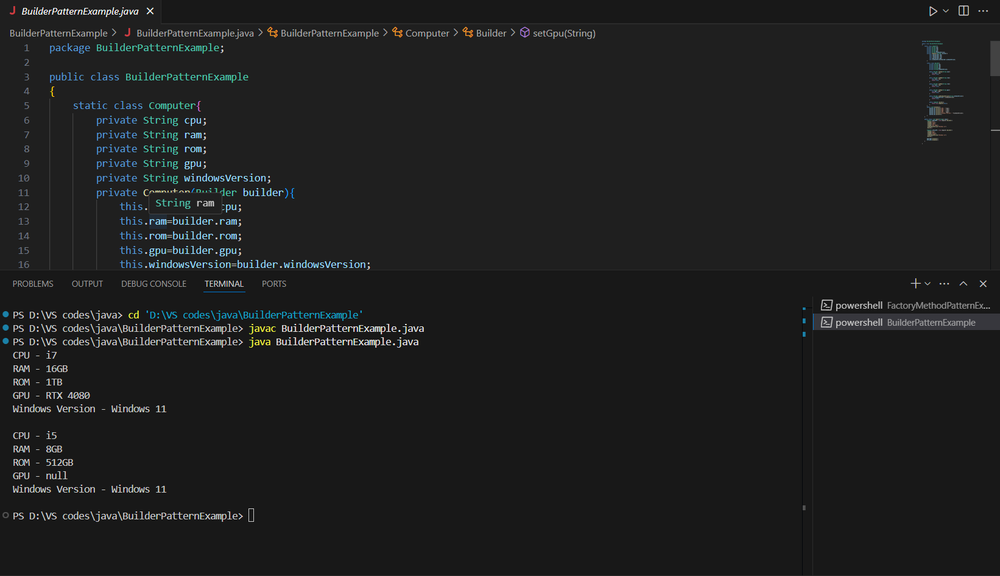 BuilderPatternExample.java
BuilderPatternExample > BuilderPatternExample.java > BuilderPatternExample > Computer > Builder > setGpu(String)
1 package BuilderPatternExample;
2
3 public class BuilderPatternExample
4 {
5 static class Computer{
6 private String cpu;
7 private String ram;
8 private String rom;
9 private String gpu;
10 private String windowsVersion;
11 private Computer(Builder builder){
String ram
12 this. cpu;
13 this.ram=builder.ram;
14 this.rom=builder.rom;
15 this.gpu=builder.gpu;
16 this.windowsVersion=builder.windowsVersion;
PROBLEMS OUTPUT DEBUG CONSOLE TERMINAL PORTS
PS D:\VS codes\java> cd 'D:\VS codes\java\BuilderPatternExample'
PS D:\VS codes\java\BuilderPatternExample> javac BuilderPatternExample.java
PS D:\VS codes\java\BuilderPatternExample> java BuilderPatternExample.java
CPU - i7
RAM - 16GB
ROM - 1TB
GPU - RTX 4080
Windows Version - Windows 11
CPU - i5
RAM - 8GB
ROM - 512GB
GPU - null
Windows Version - Windows 11
PS D:\VS codes\java\BuilderPatternExample>
powershell FactoryMethodPatternEx...
powershell BuilderPatternExample